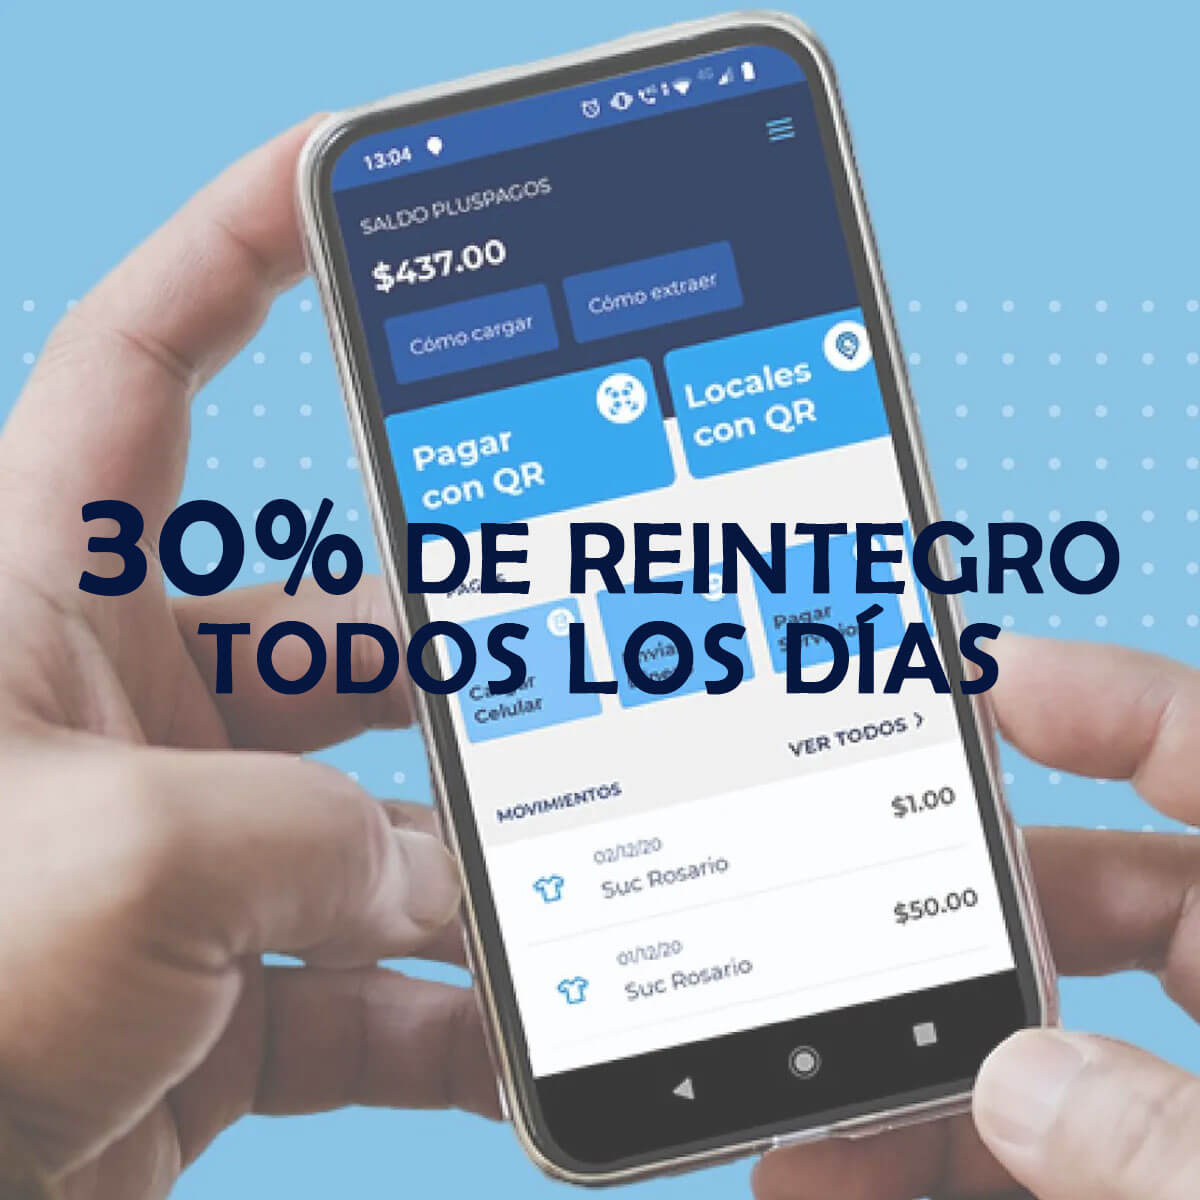 13:04
4G
SALDO PLUSPAGOS
$437.00
Cómo cargar
Cómo extraer
Pagar
con QR
Locales
con QR
30% DE REINTEGRO
TODOS LOS DÍAS
Pagar
Celular
VER TODOS >
MOVIMIENTOS
02/12/20
Suc Rosario
$1.00
01/12/20
Suc Rosario
$50.00